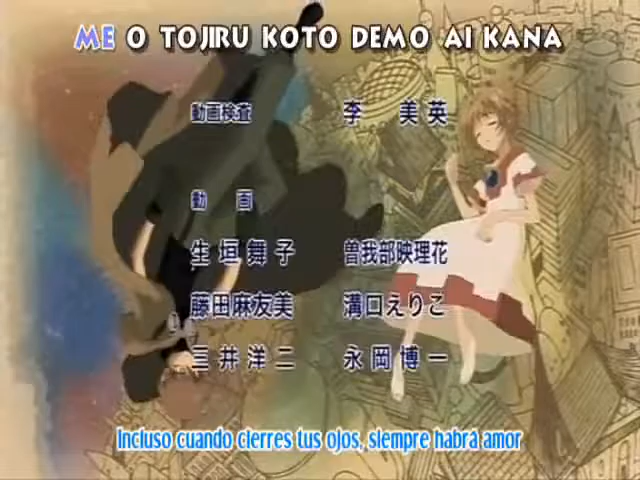 ME O TOJIRU KOTO DEMO AI KANA
動画検査 李 美英
動 画
生垣舞子 曽我部映理花
藤田麻友美 溝口えりこ
三井洋二 永岡博一
Incluso cuando cierres tus ojos, siempre habrá amor